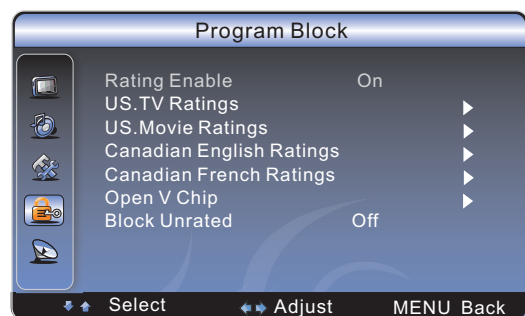 Program Block
Rating Enable On
US.TV Ratings
US.Movie Ratings
Canadian English Ratings
Canadian French Ratings
Open V Chip
Block Unrated Off
Select Adjust MENU Back